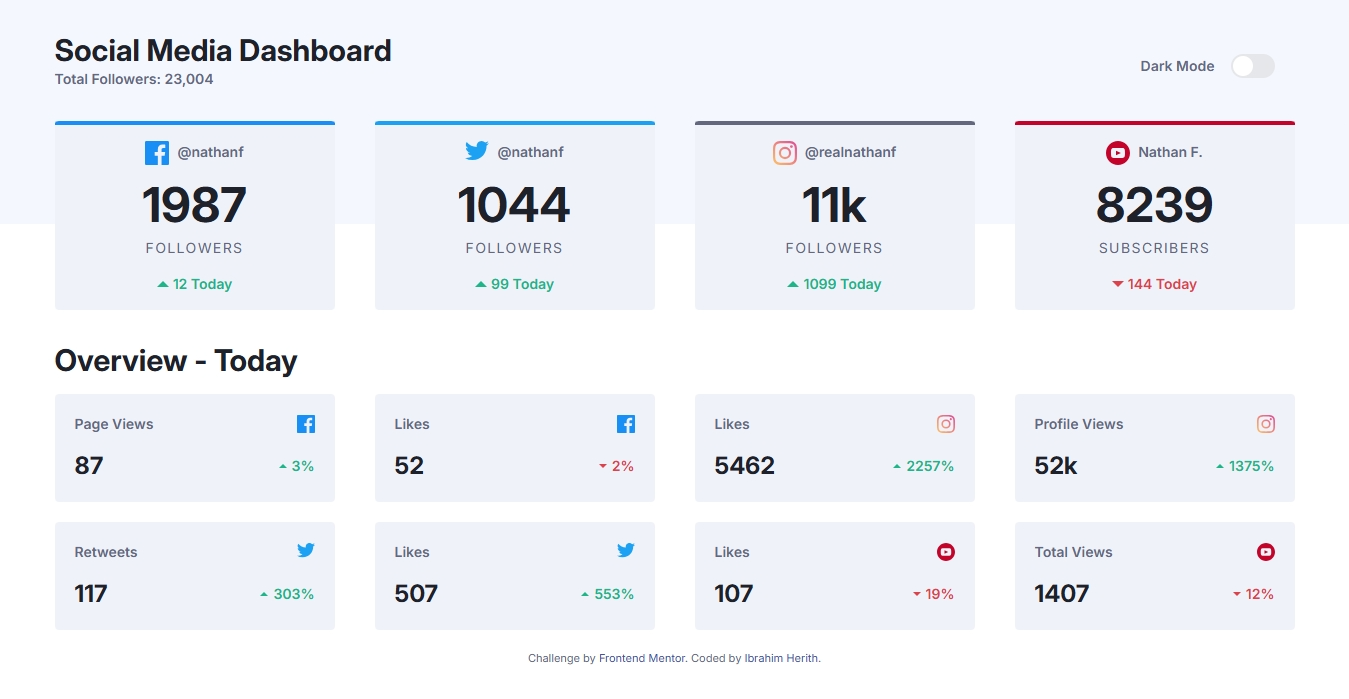 Social Media Dashboard
Total Followers: 23,004
Dark Mode
@nathanf
1987
FOLLOWERS
12 Today
@nathanf
1044
FOLLOWERS
99 Today
@realnathanf
11k
FOLLOWERS
1099 Today
Nathan F.
8239
SUBSCRIBERS
144 Today
Overview - Today
Page Views
87
3%
Likes
52
2%
Likes
5462
2257%
Profile Views
52k
1375%
Retweets
117
303%
Likes
507
553%
Likes
107
19%
Total Views
1407
12%
Challenge by Frontend Mentor. Coded by Ibrahim Herith.